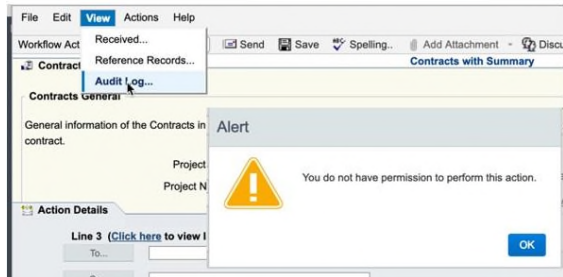 File Edit View Actions Help
Received...
Workflow Act
Send Save Spelling.. Add Attachment - Discu
Reference Records...
Contract
Contracts with Summary
Audit Log...
Contracts General
General information of the Contracts in
contract.
Alert
Project
You do not have permission to perform this action.
Project N
Action Details
Line 3 (Click here to view l
OK
To...